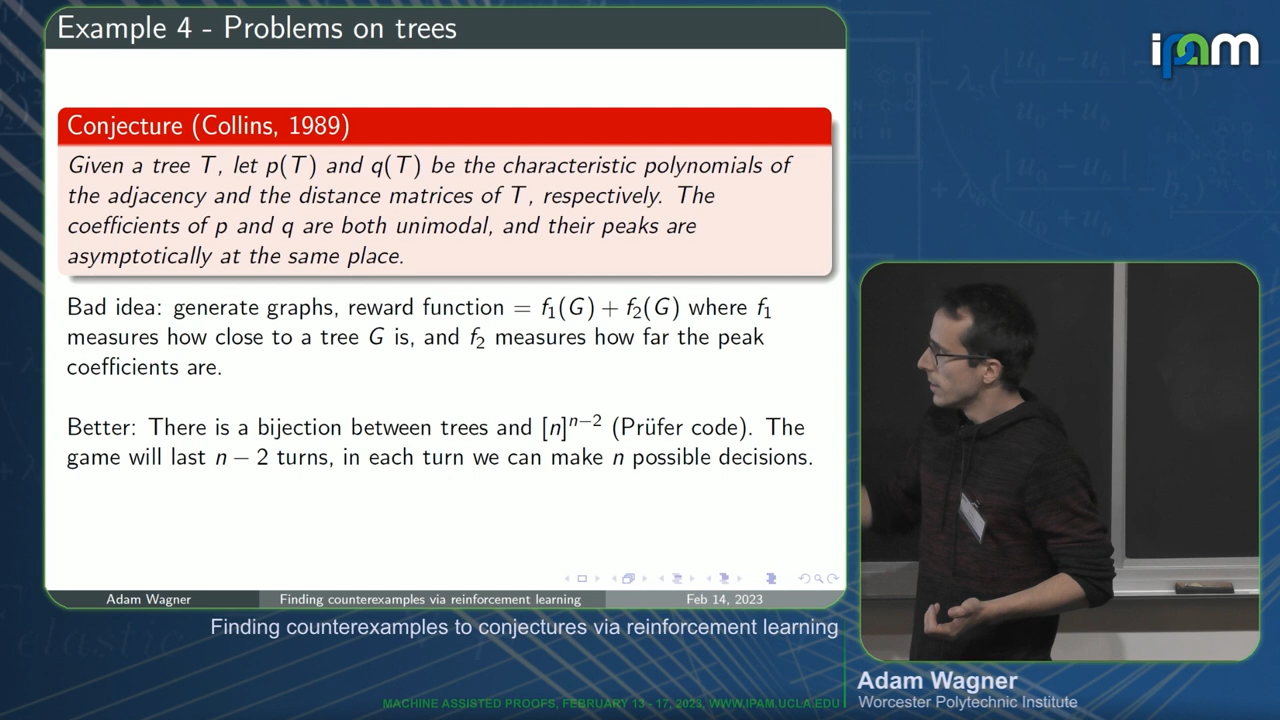 Example 4 - Problems on trees
ipam
Conjecture (Collins, 1989)
Given a tree T, let p(T) and q(T) be the characteristic polynomials of
the adjacency and the distance matrices of T, respectively. The
coefficients of p and q are both unimodal, and their peaks are
asymptotically at the same place.
Bad idea: generate graphs, reward function = f₁(G) + f₂(G) where f₁
measures how close to a tree G is, and f₂ measures how far the peak
coefficients are.
Better: There is a bijection between trees and [n]ⁿ⁻² (Prüfer code). The
game will last n − 2 turns, in each turn we can make n possible decisions.
Adam Wagner Finding counterexamples via reinforcement learning Feb 14, 2023
Finding counterexamples to conjectures via reinforcement learning
Adam Wagner
Worcester Polytechnic Institute
MACHINE ASSISTED PROOFS, FEBRUARY 13 - 17, 2023, WWW.IPAM.UCLA.EDU